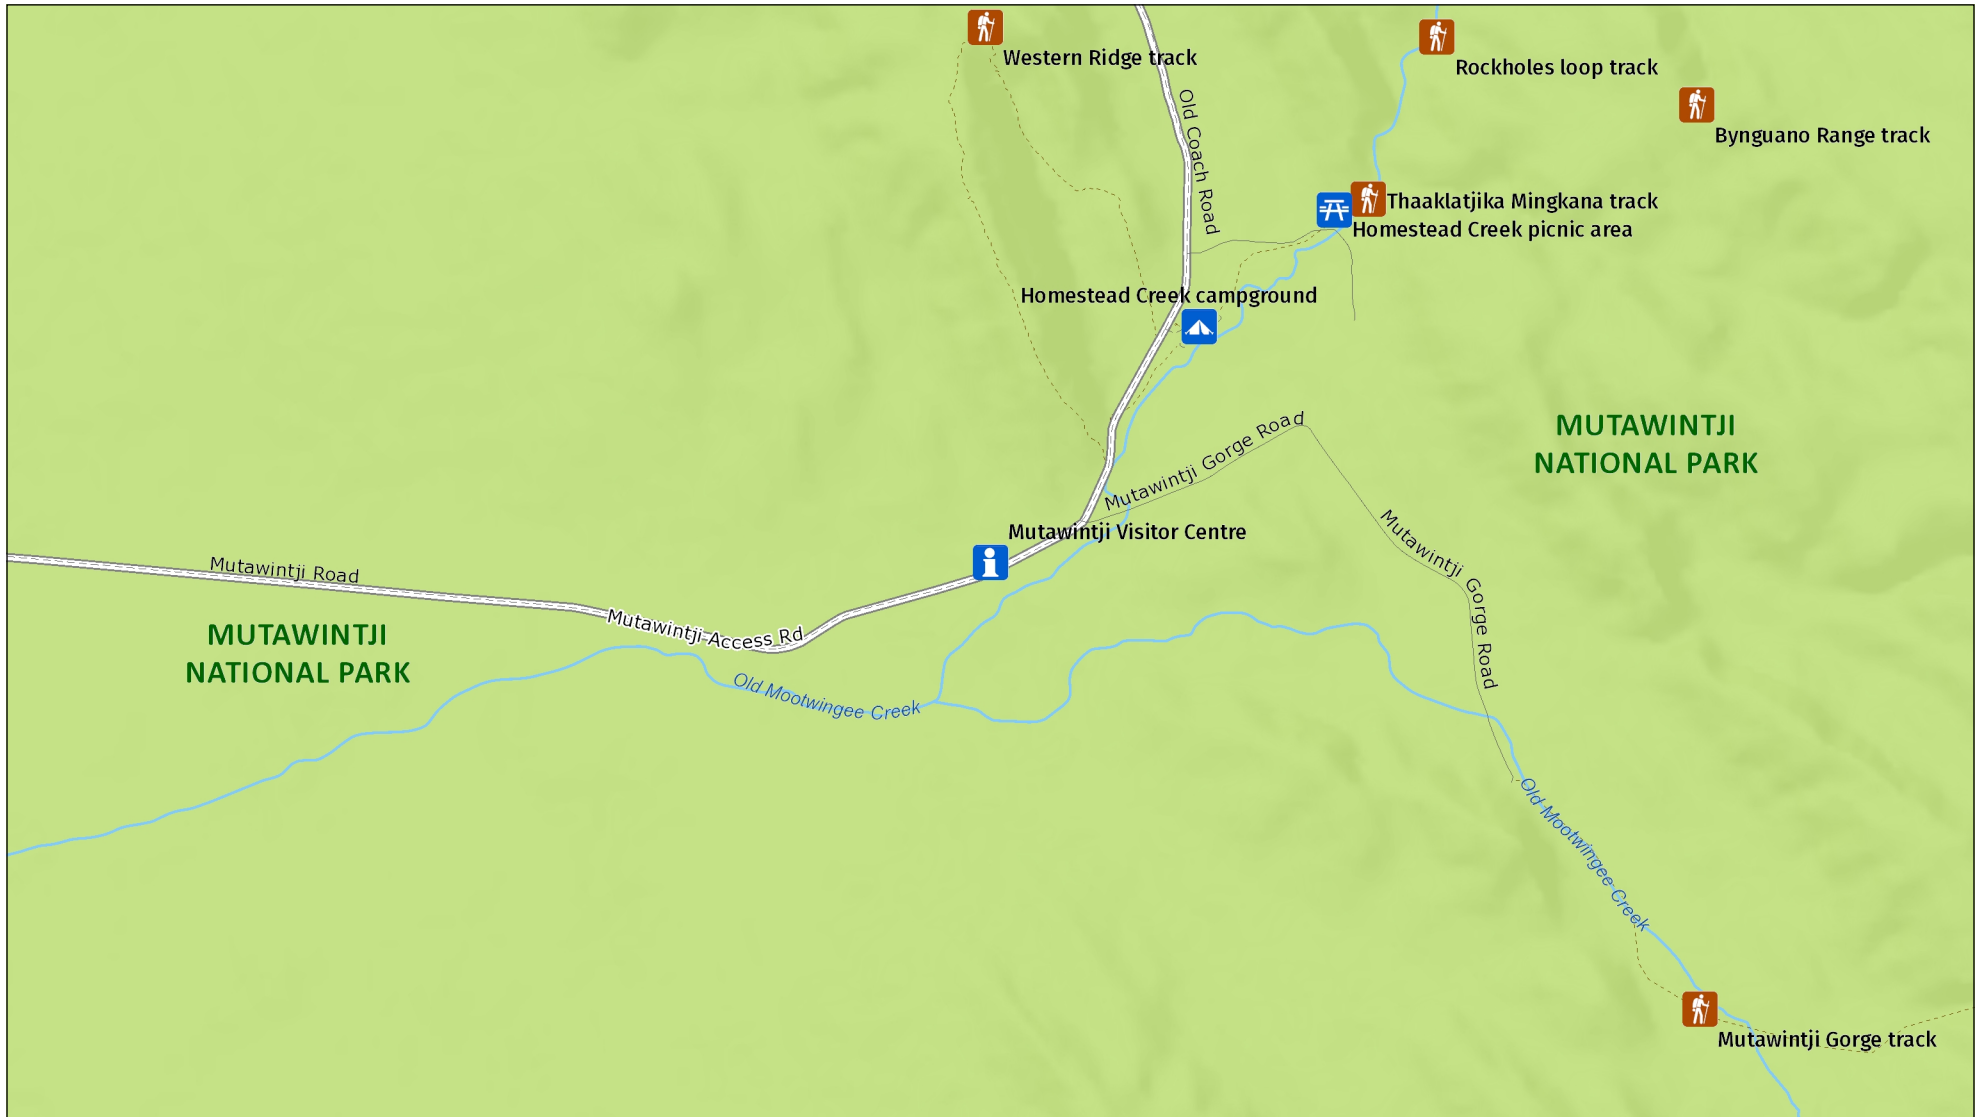 Western Ridge track
Rockholes loop track
Bynguano Range track
Old Coach Road
Thaaklatjika Mingkana track
Homestead Creek picnic area
Homestead Creek campground
Mutawintji Gorge Road
MUTAWINTJI
NATIONAL PARK
Mutawintji Visitor Centre
Mutawintji Gorge Road
Mutawintji Road
Mutawintji Access Rd
MUTAWINTJI
NATIONAL PARK
Old Mootwingee Creek
Old Mootwingee Creek
Mutawintji Gorge track